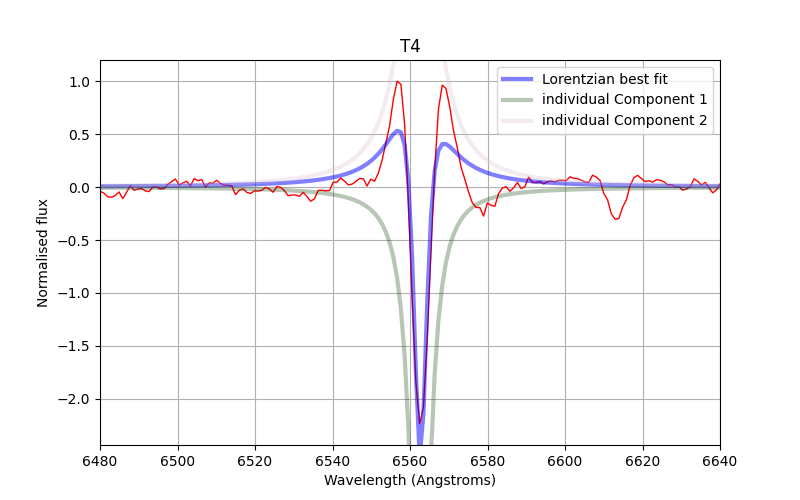 T4
Lorentzian best fit
individual Component 1
individual Component 2
1.0
0.5
0.0
−0.5
−1.0
−1.5
−2.0
Normalised flux
6480 6500 6520 6540 6560 6580 6600 6620 6640
Wavelength (Angstroms)